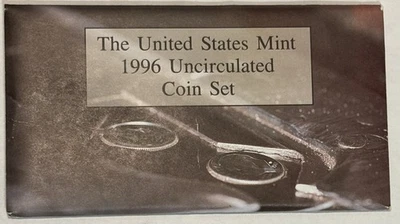 The United States Mint
1996 Uncirculated
Coin Set